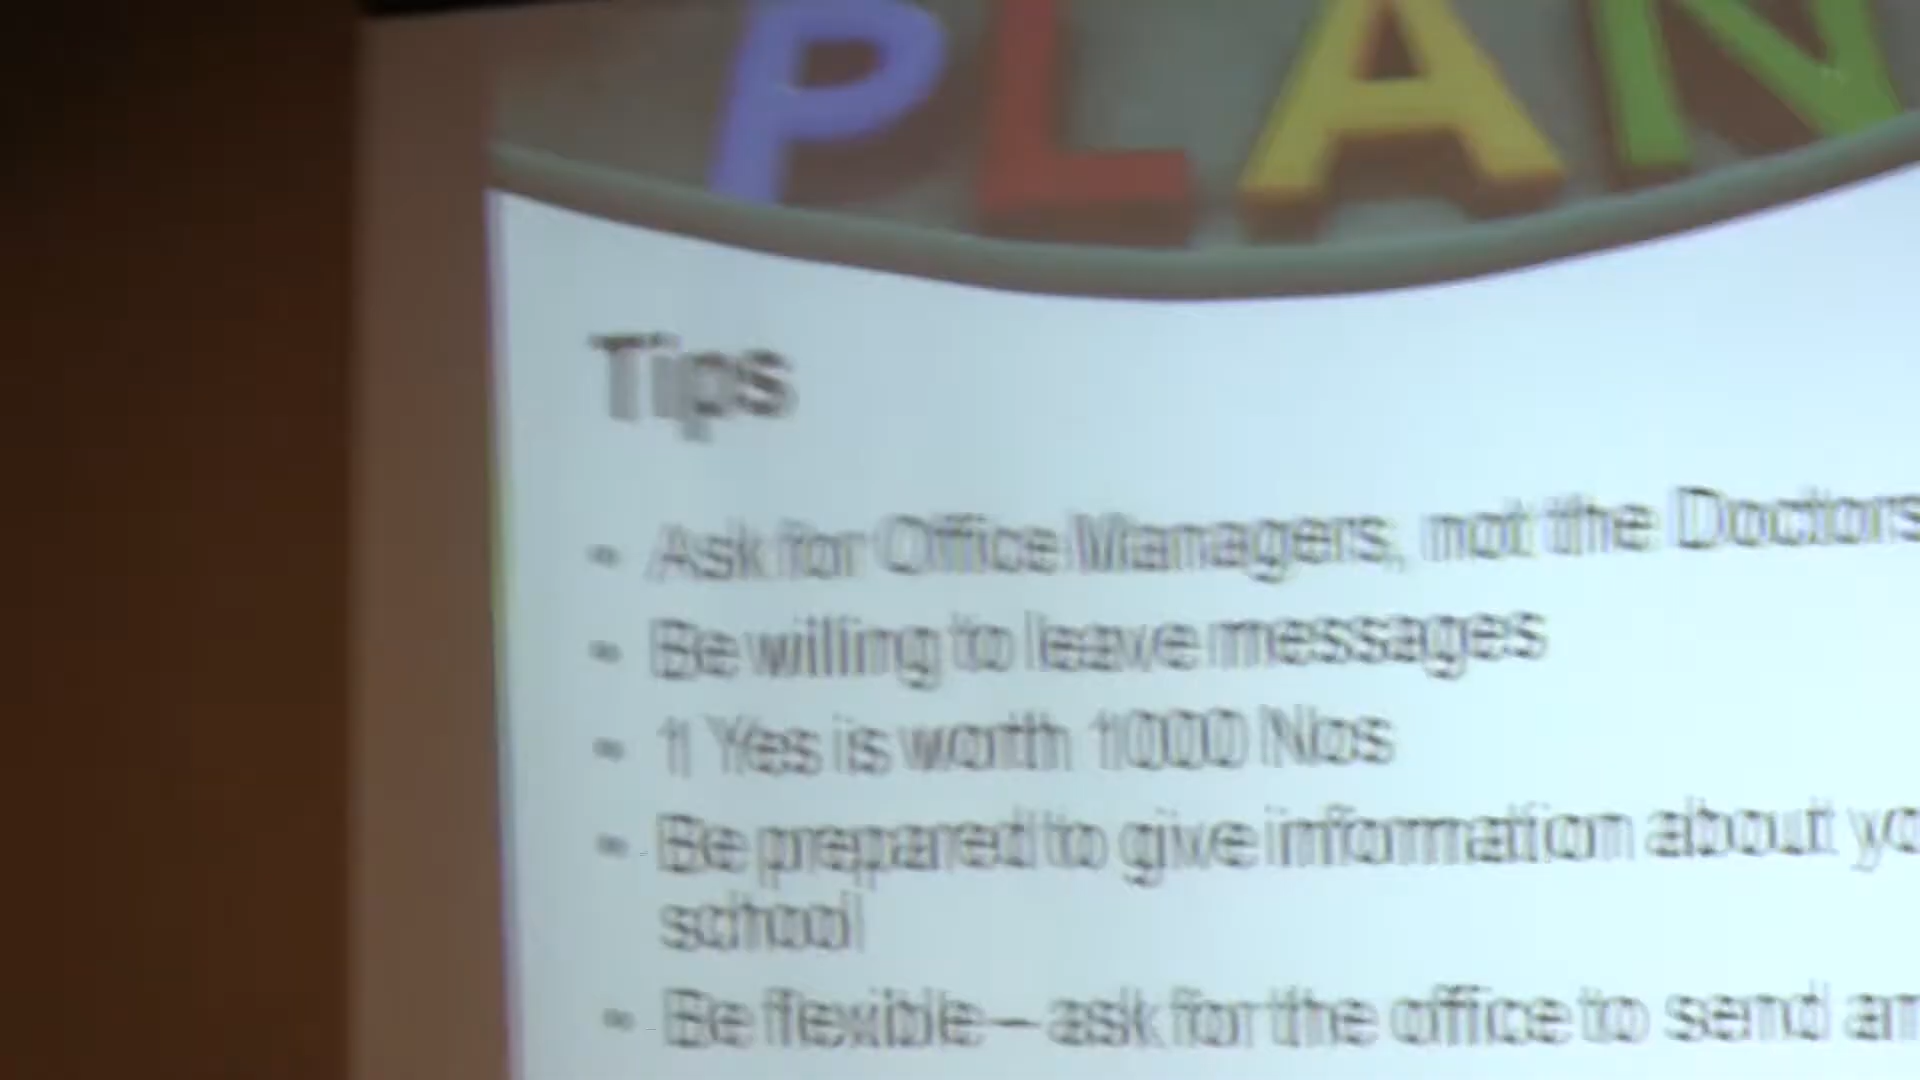 PLAN
Tips
- Ask for Office Managers, not the Doctors
- Be willing to leave messages
- 1 Yes is worth 1000 Nos
- Be prepared to give information about
school
- Be flexible – ask for the office to send